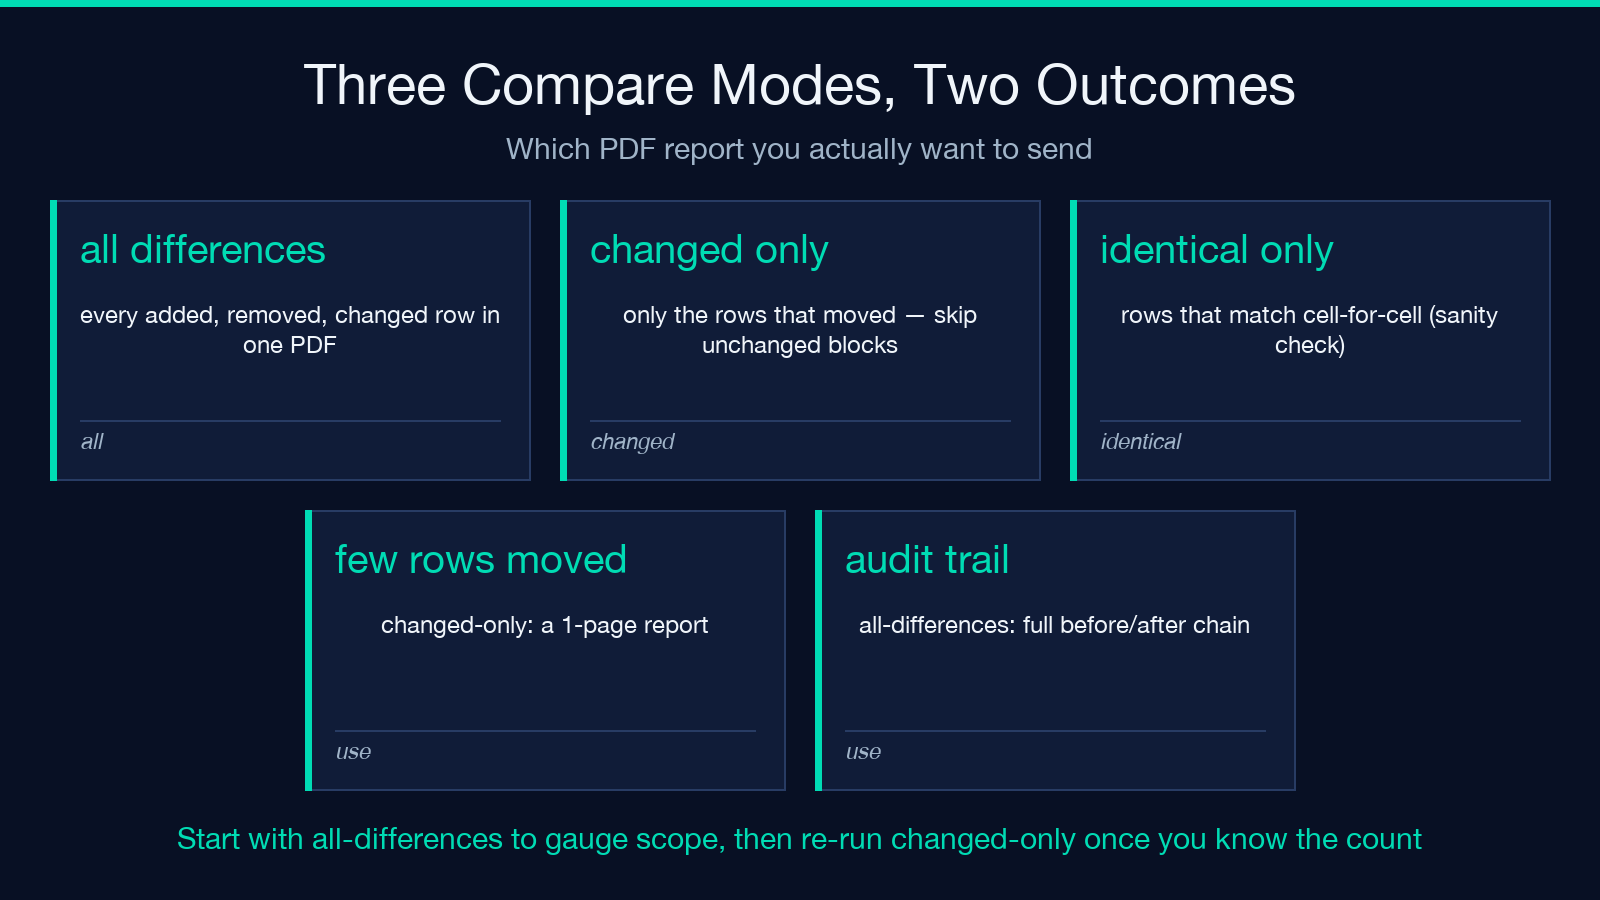 Three Compare Modes, Two Outcomes
Which PDF report you actually want to send
all differences
every added, removed, changed row in
one PDF
all
changed only
only the rows that moved — skip
unchanged blocks
changed
identical only
rows that match cell-for-cell (sanity
check)
identical
few rows moved
changed-only: a 1-page report
use
audit trail
all-differences: full before/after chain
use
Start with all-differences to gauge scope, then re-run changed-only once you know the count